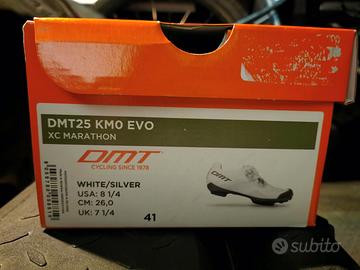 DMT25 KM0 EVO
XC MARATHON
DMT
CYCLING SINCE 1978
WHITE/SILVER
USA: 8 1/4
CM: 26,0
UK: 7 1/4
41
DMT
subito